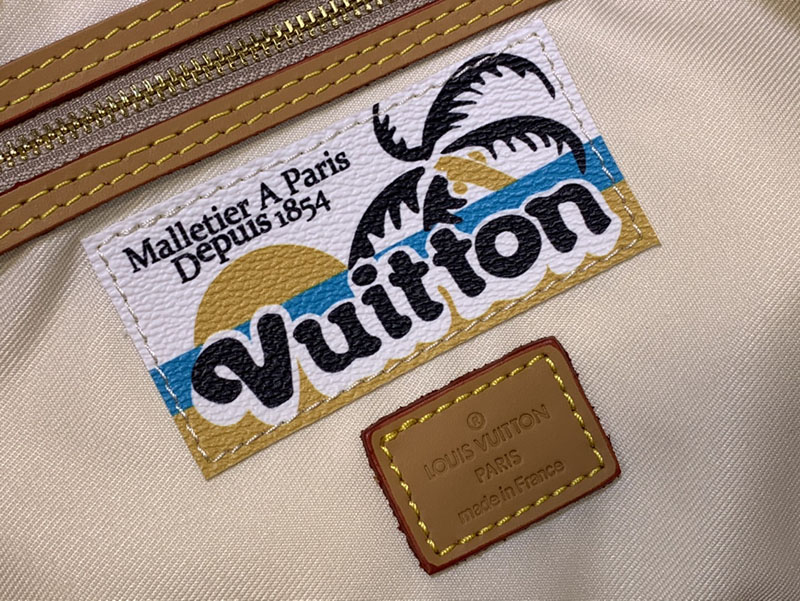 Malletier A Paris
Depuis 1854
Vuitton
®
LOUIS VUITTON
PARIS
made in France